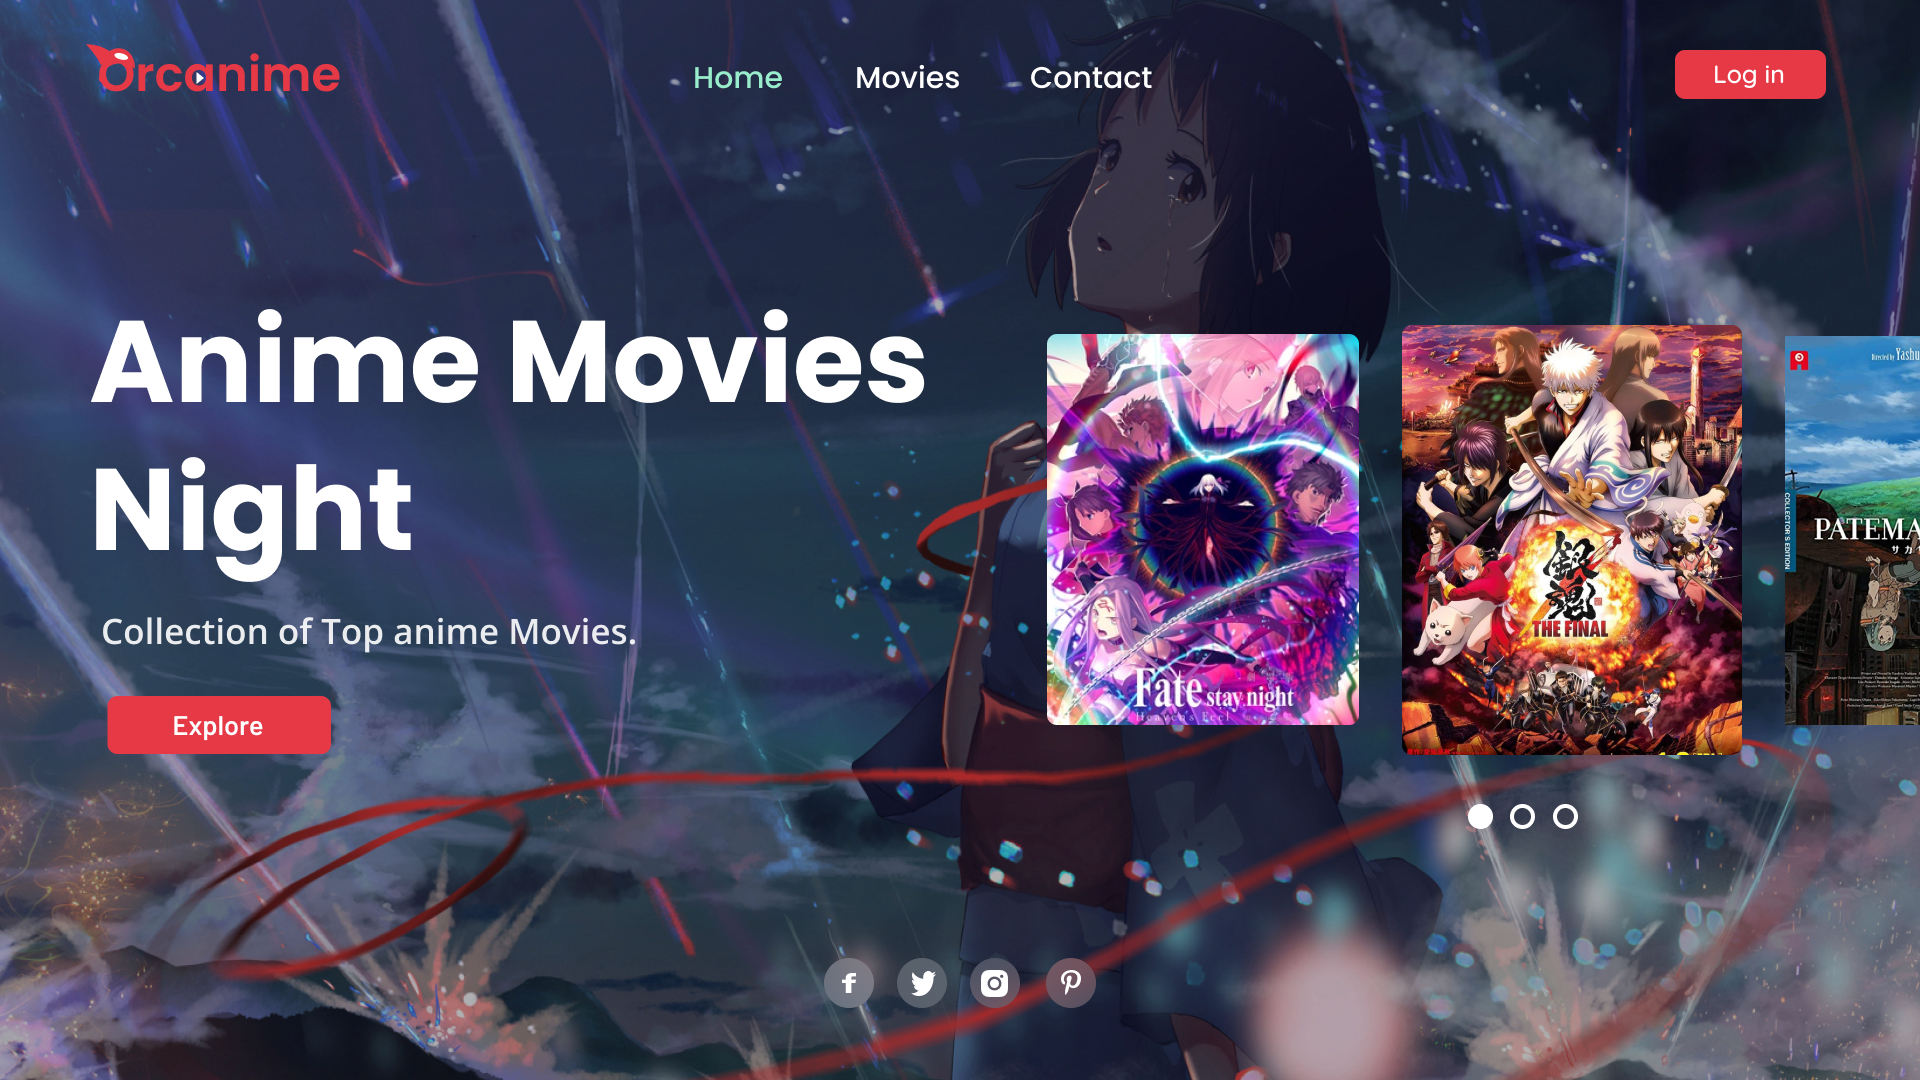 Orcanime
Home
Movies
Contact
Log in
Anime Movies
Night
Collection of Top anime Movies.
Explore
Fate stay night
Heaven's Feel
銀魂
THE FINAL
Directed by Yashu
COLLECTOR'S EDITION
PATEMA
サカサ